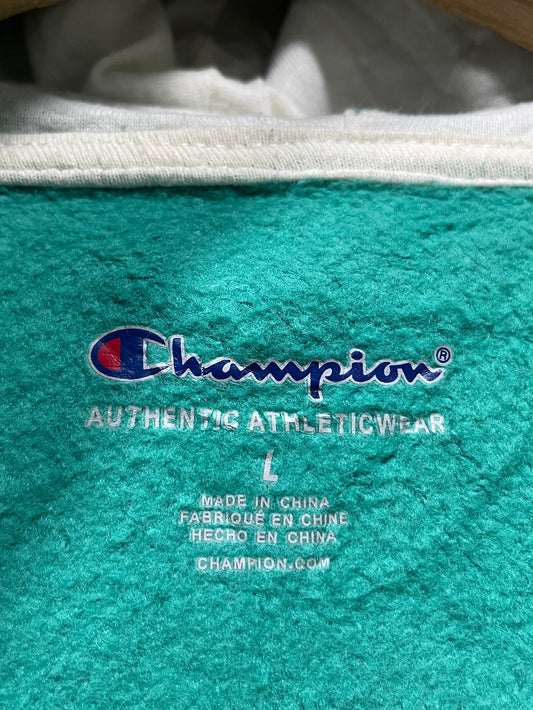 Champion®
AUTHENTIC ATHLETICWEAR
L
MADE IN CHINA
FABRIQUÉ EN CHINE
HECHO EN CHINA
CHAMPION.COM